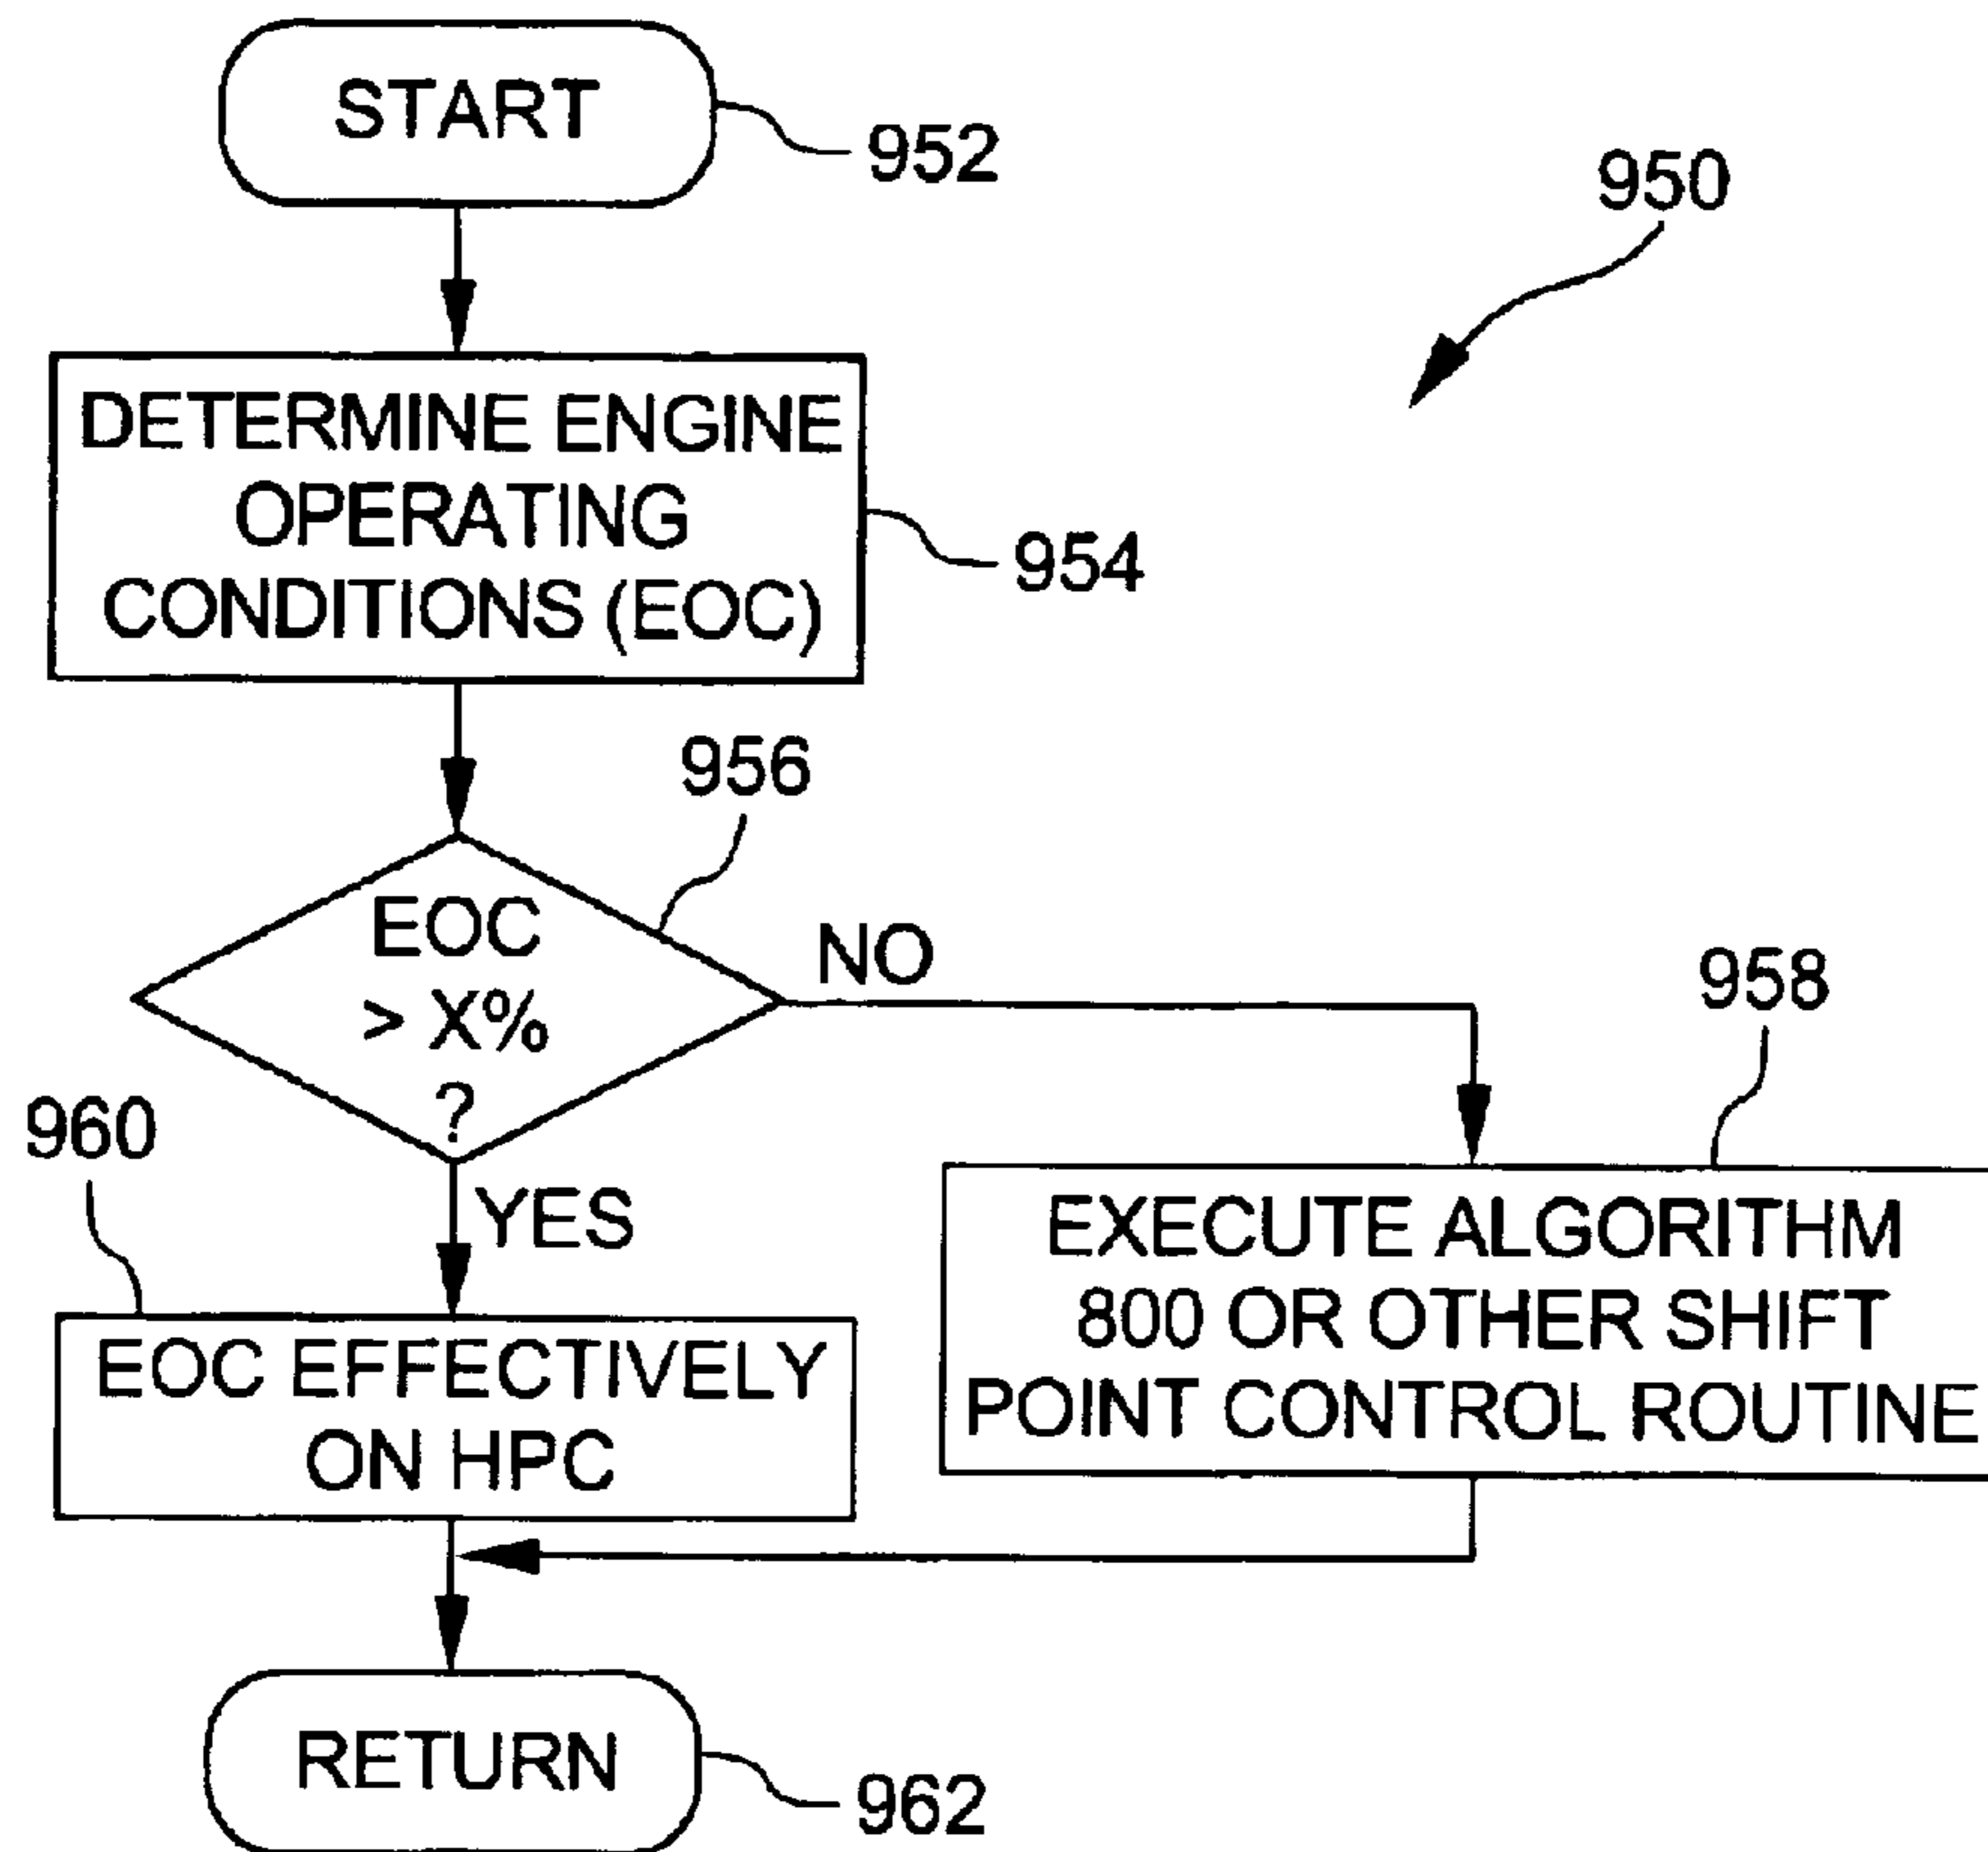 START
952
950
DETERMINE ENGINE
OPERATING
CONDITIONS (EOC)
954
956
EOC
> X%
?
NO
958
960
YES
EXECUTE ALGORITHM
800 OR OTHER SHIFT
POINT CONTROL ROUTINE
EOC EFFECTIVELY
ON HPC
RETURN
962